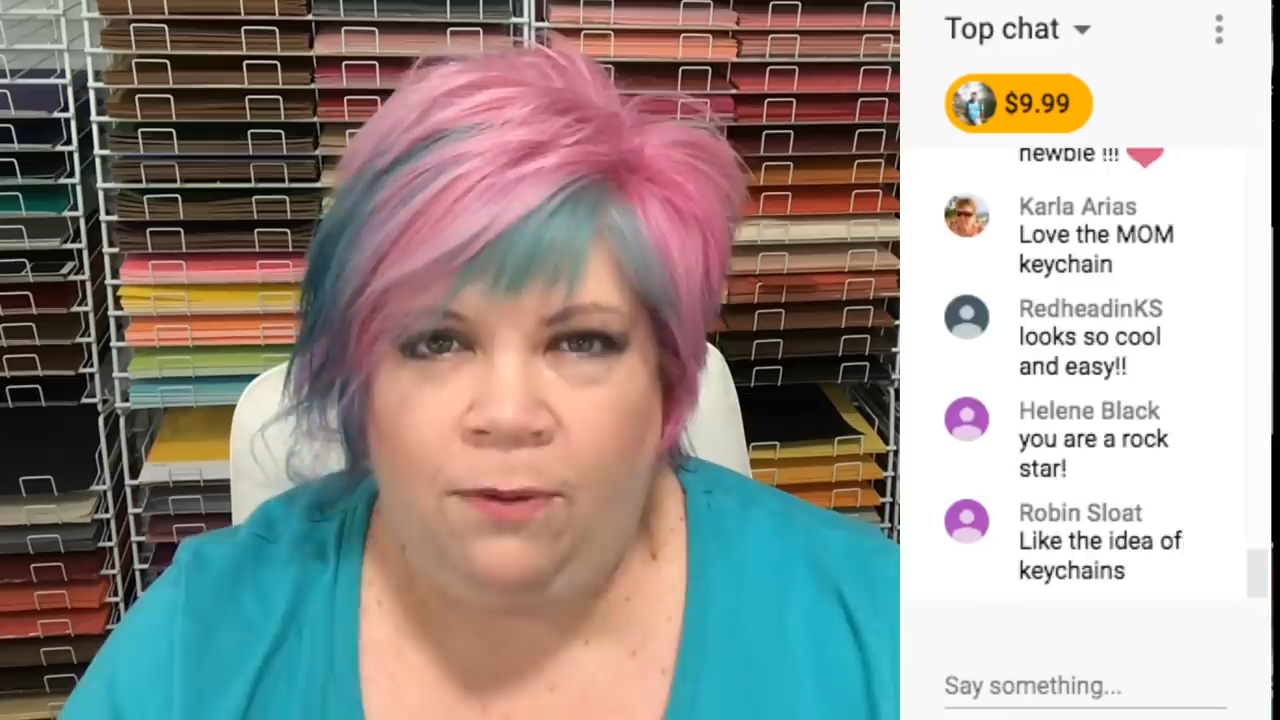 Top chat
$9.99
newbie !!!
Karla Arias
Love the MOM
keychain
RedheadinKS
looks so cool
and easy!!
Helene Black
you are a rock
star!
Robin Sloat
Like the idea of
keychains
Say something...